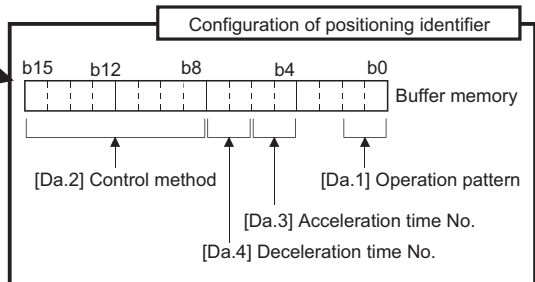 Configuration of positioning identifier
b15 b12 b8 b4 b0
Buffer memory
[Da.2] Control method
[Da.1] Operation pattern
[Da.3] Acceleration time No.
[Da.4] Deceleration time No.